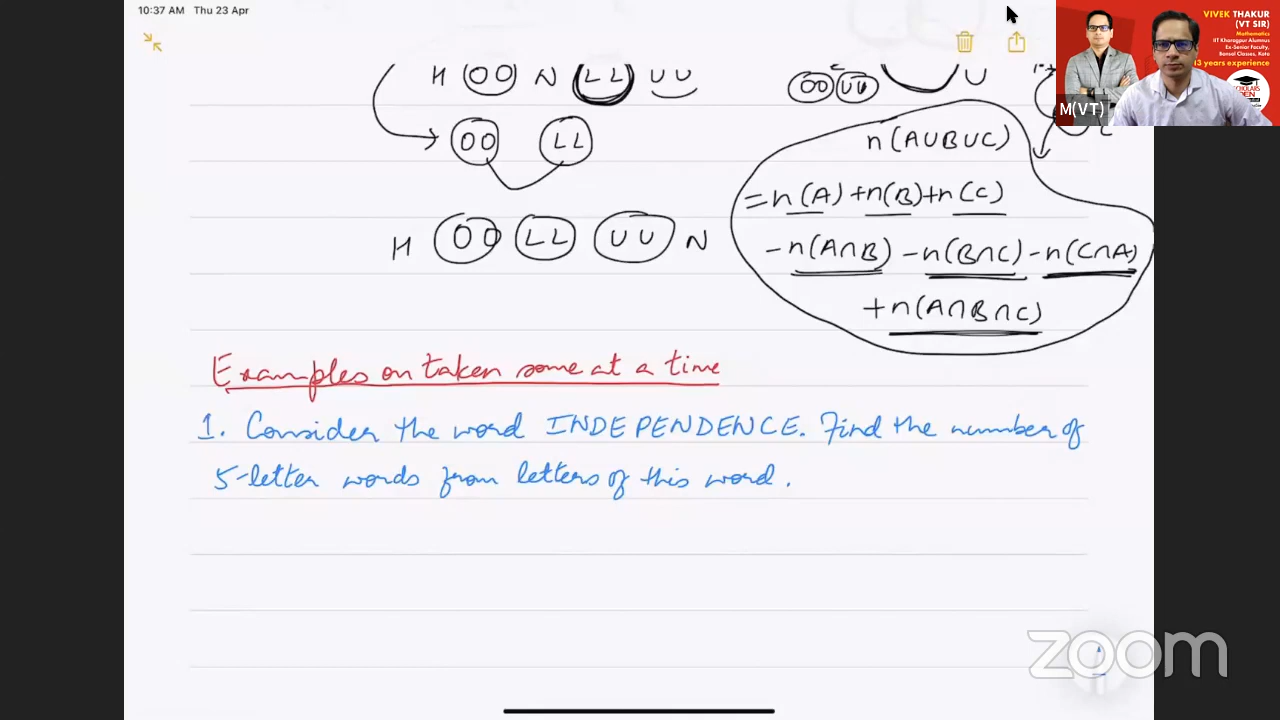 10:37 AM Thu 23 Apr
VIVEK THAKUR
(VT SIR)
Mathematics
IIT Kharagpur Alumnus
Ex-Senior Faculty,
Bansal Classes, Kota
13 years experience
M(VT)
H OO N LL UU
OO UU U
OO LL
n(AUBUC)
= n(A) + n(B) + n(C)
H OO LL UU N
- n(A∩B) - n(B∩C) - n(C∩A)
+ n(A∩B∩C)
Examples on taken some at a time
1. Consider the word INDEPENDENCE. Find the number of
5-letter words from letters of this word.
zoom